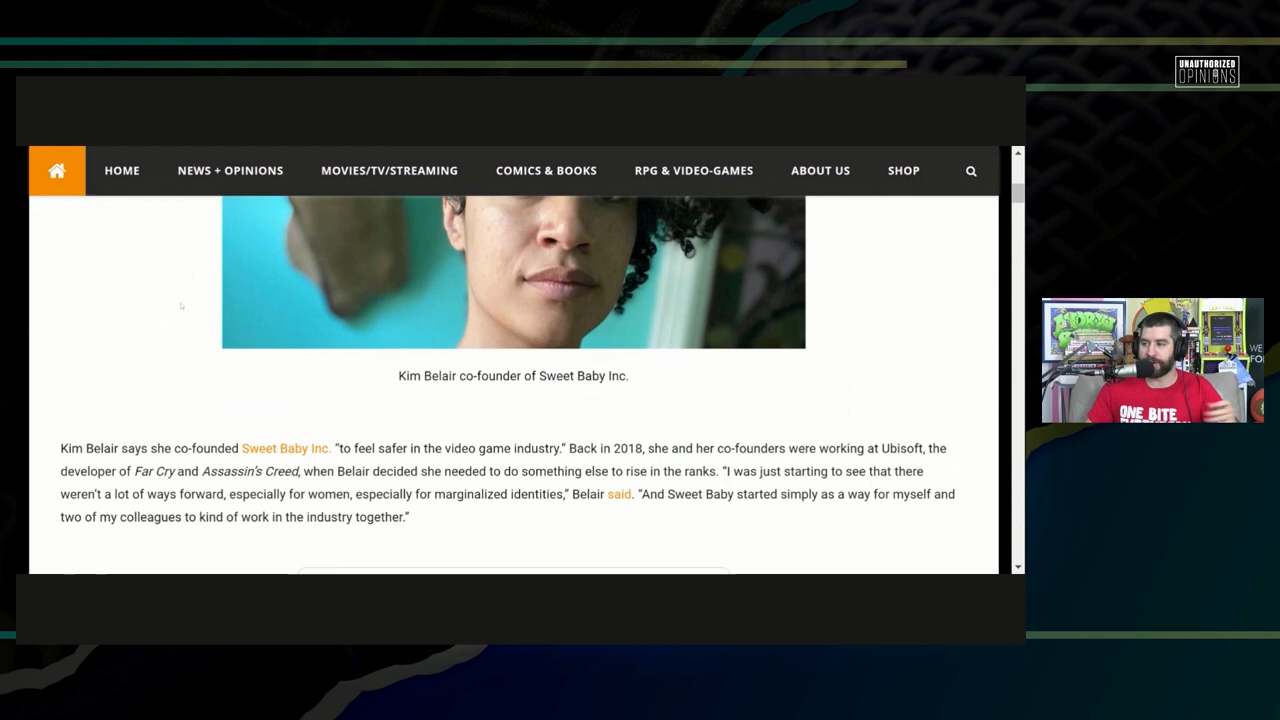 UNAUTHORIZED
OPINIONS
HOME NEWS + OPINIONS MOVIES/TV/STREAMING COMICS & BOOKS RPG & VIDEO-GAMES ABOUT US SHOP
Kim Belair co-founder of Sweet Baby Inc.
Kim Belair says she co-founded Sweet Baby Inc. “to feel safer in the video game industry.” Back in 2018, she and her co-founders were working at Ubisoft, the
developer of Far Cry and Assassin’s Creed, when Belair decided she needed to do something else to rise in the ranks. “I was just starting to see that there
weren’t a lot of ways forward, especially for women, especially for marginalized identities,” Belair said. “And Sweet Baby started simply as a way for myself and
two of my colleagues to kind of work in the industry together.”
WE
FO
ONE BITE